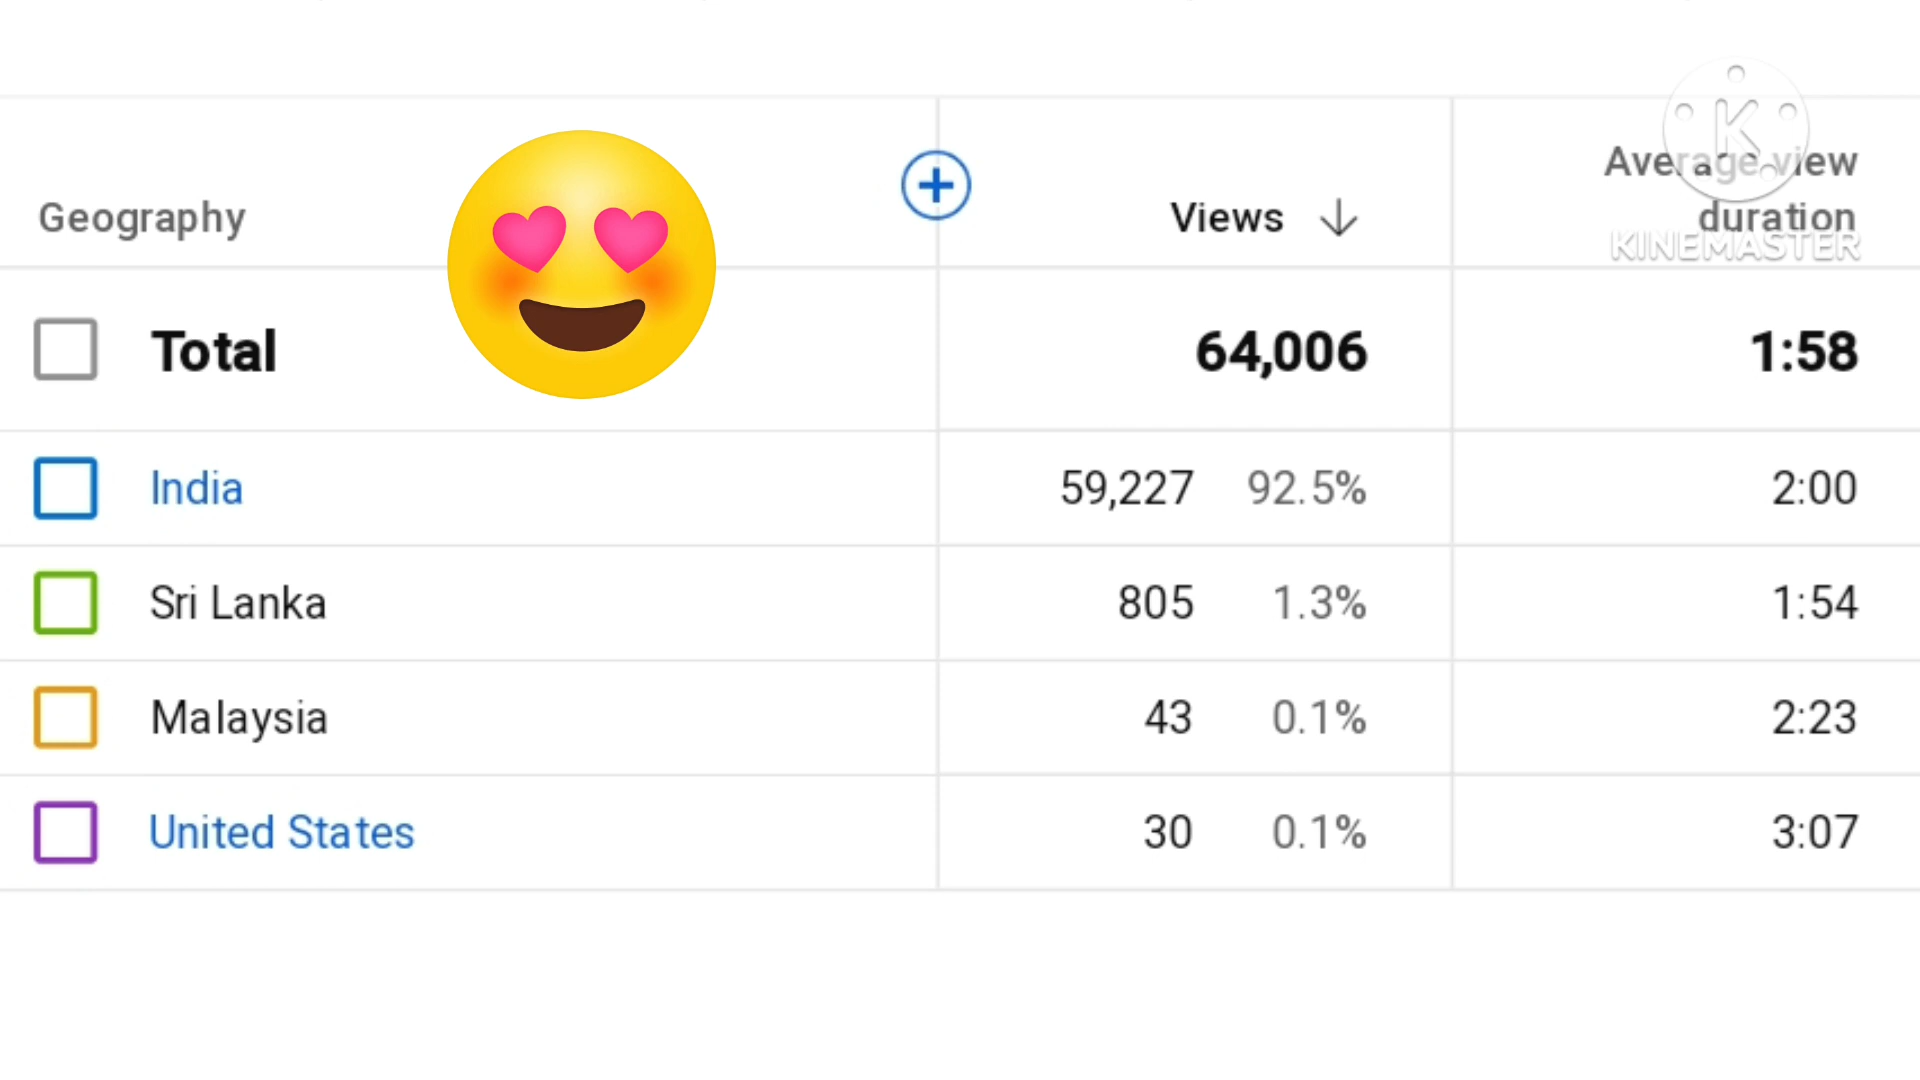 Geography
Views
Average view
duration
K
KINEMASTER
Total 64,006 1:58
India 59,227 92.5% 2:00
Sri Lanka 805 1.3% 1:54
Malaysia 43 0.1% 2:23
United States 30 0.1% 3:07